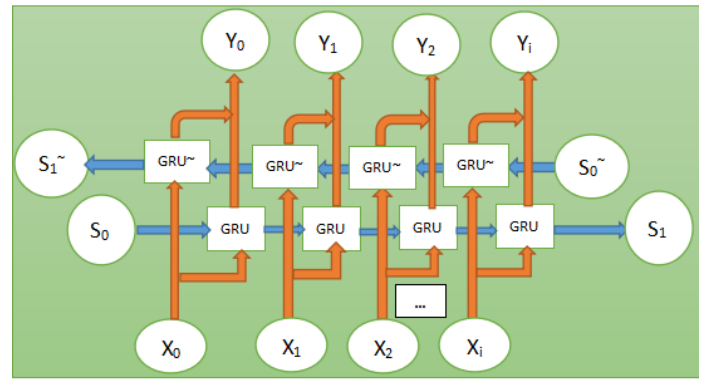 Y₀ Y₁ Y₂ Yᵢ
S₁~ GRU~ GRU~ GRU~ GRU~ S₀~
S₀ GRU GRU GRU GRU S₁
...
X₀ X₁ X₂ Xᵢ